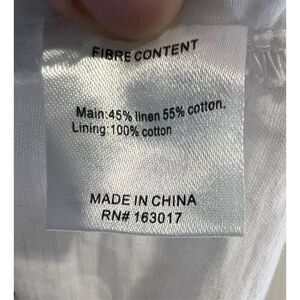 FIBRE CONTENT
Main:45% linen 55% cotton.
Lining:100% cotton
MADE IN CHINA
RN# 163017